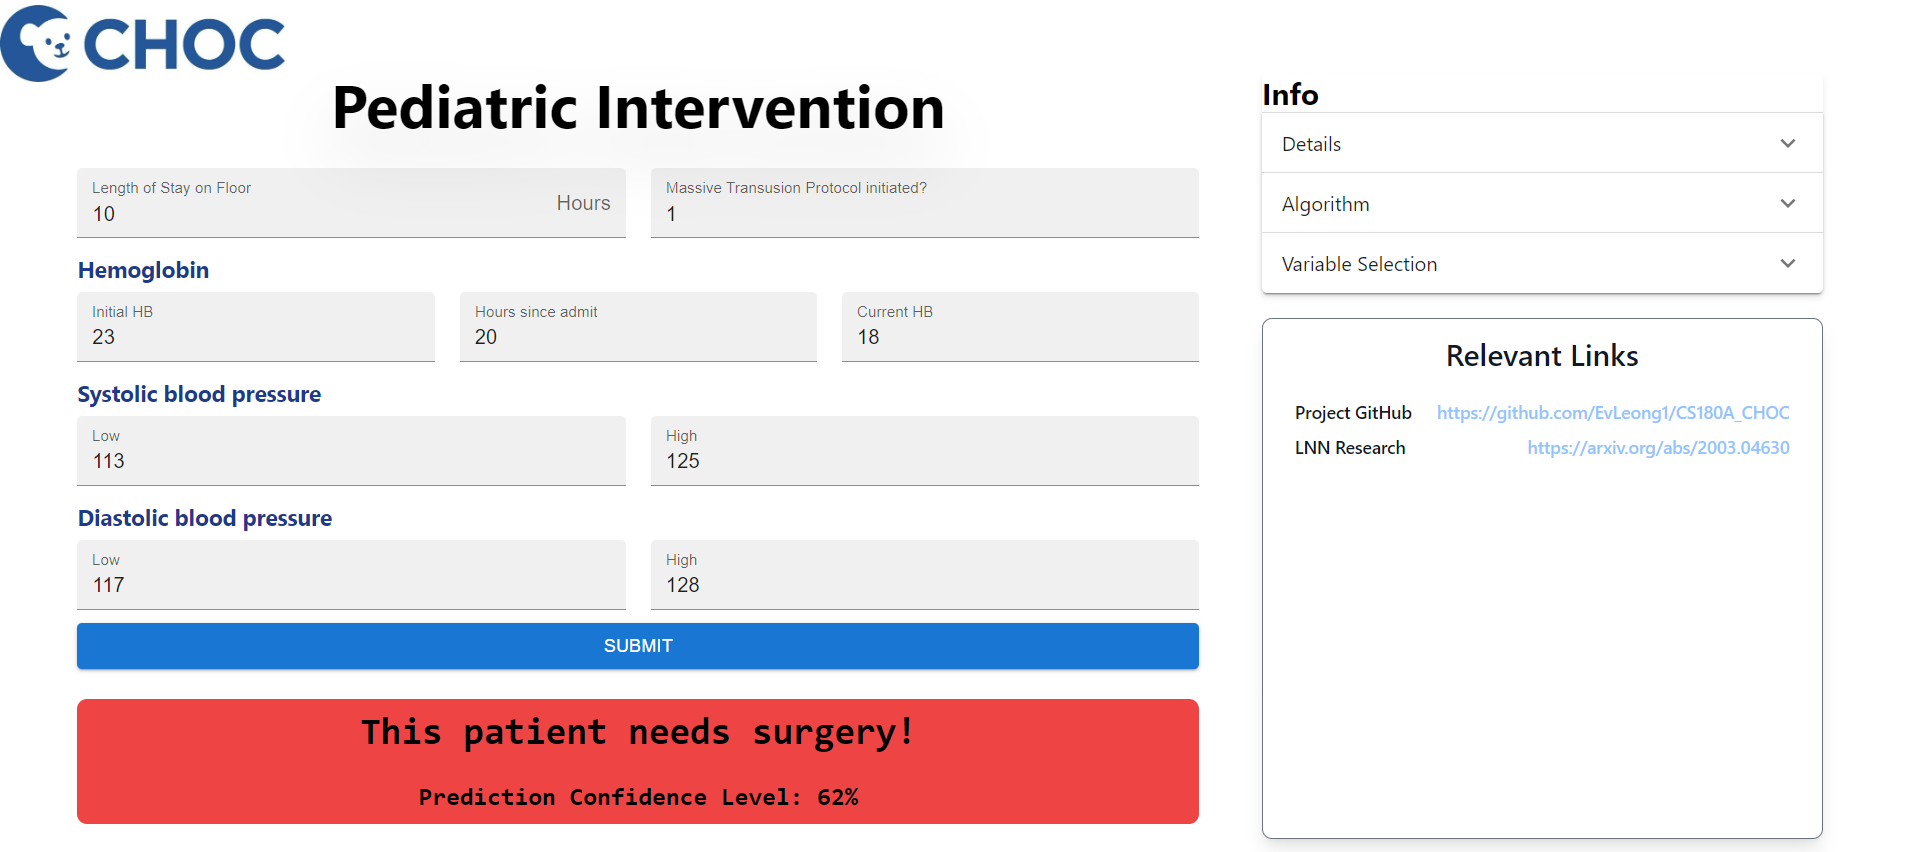 CHOC
Pediatric Intervention
Length of Stay on Floor
10
Hours
Massive Transusion Protocol initiated?
1
Hemoglobin
Initial HB
23
Hours since admit
20
Current HB
18
Systolic blood pressure
Low
113
High
125
Diastolic blood pressure
Low
117
High
128
SUBMIT
This patient needs surgery!
Prediction Confidence Level: 62%
Info
Details
Algorithm
Variable Selection
Relevant Links
Project GitHub https://github.com/EvLeong1/CS180A_CHOC
LNN Research https://arxiv.org/abs/2003.04630